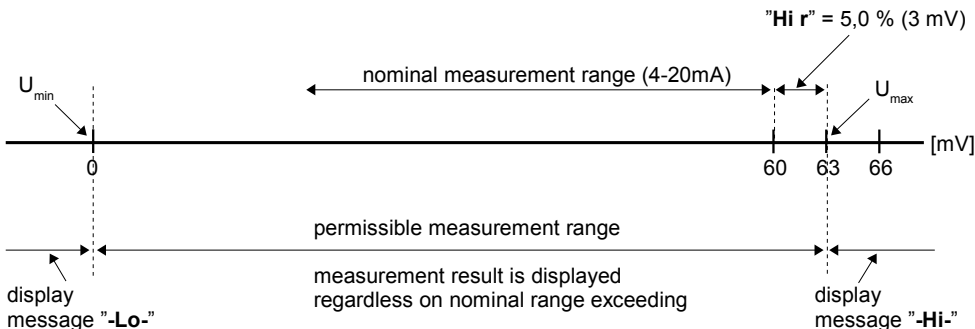 "Hi r" = 5,0 % (3 mV)
nominal measurement range (4-20mA)
Umin
Umax
[mV]
0
60
63
66
permissible measurement range
measurement result is displayed
regardless on nominal range exceeding
display
message "-Lo-"
display
message "-Hi-"